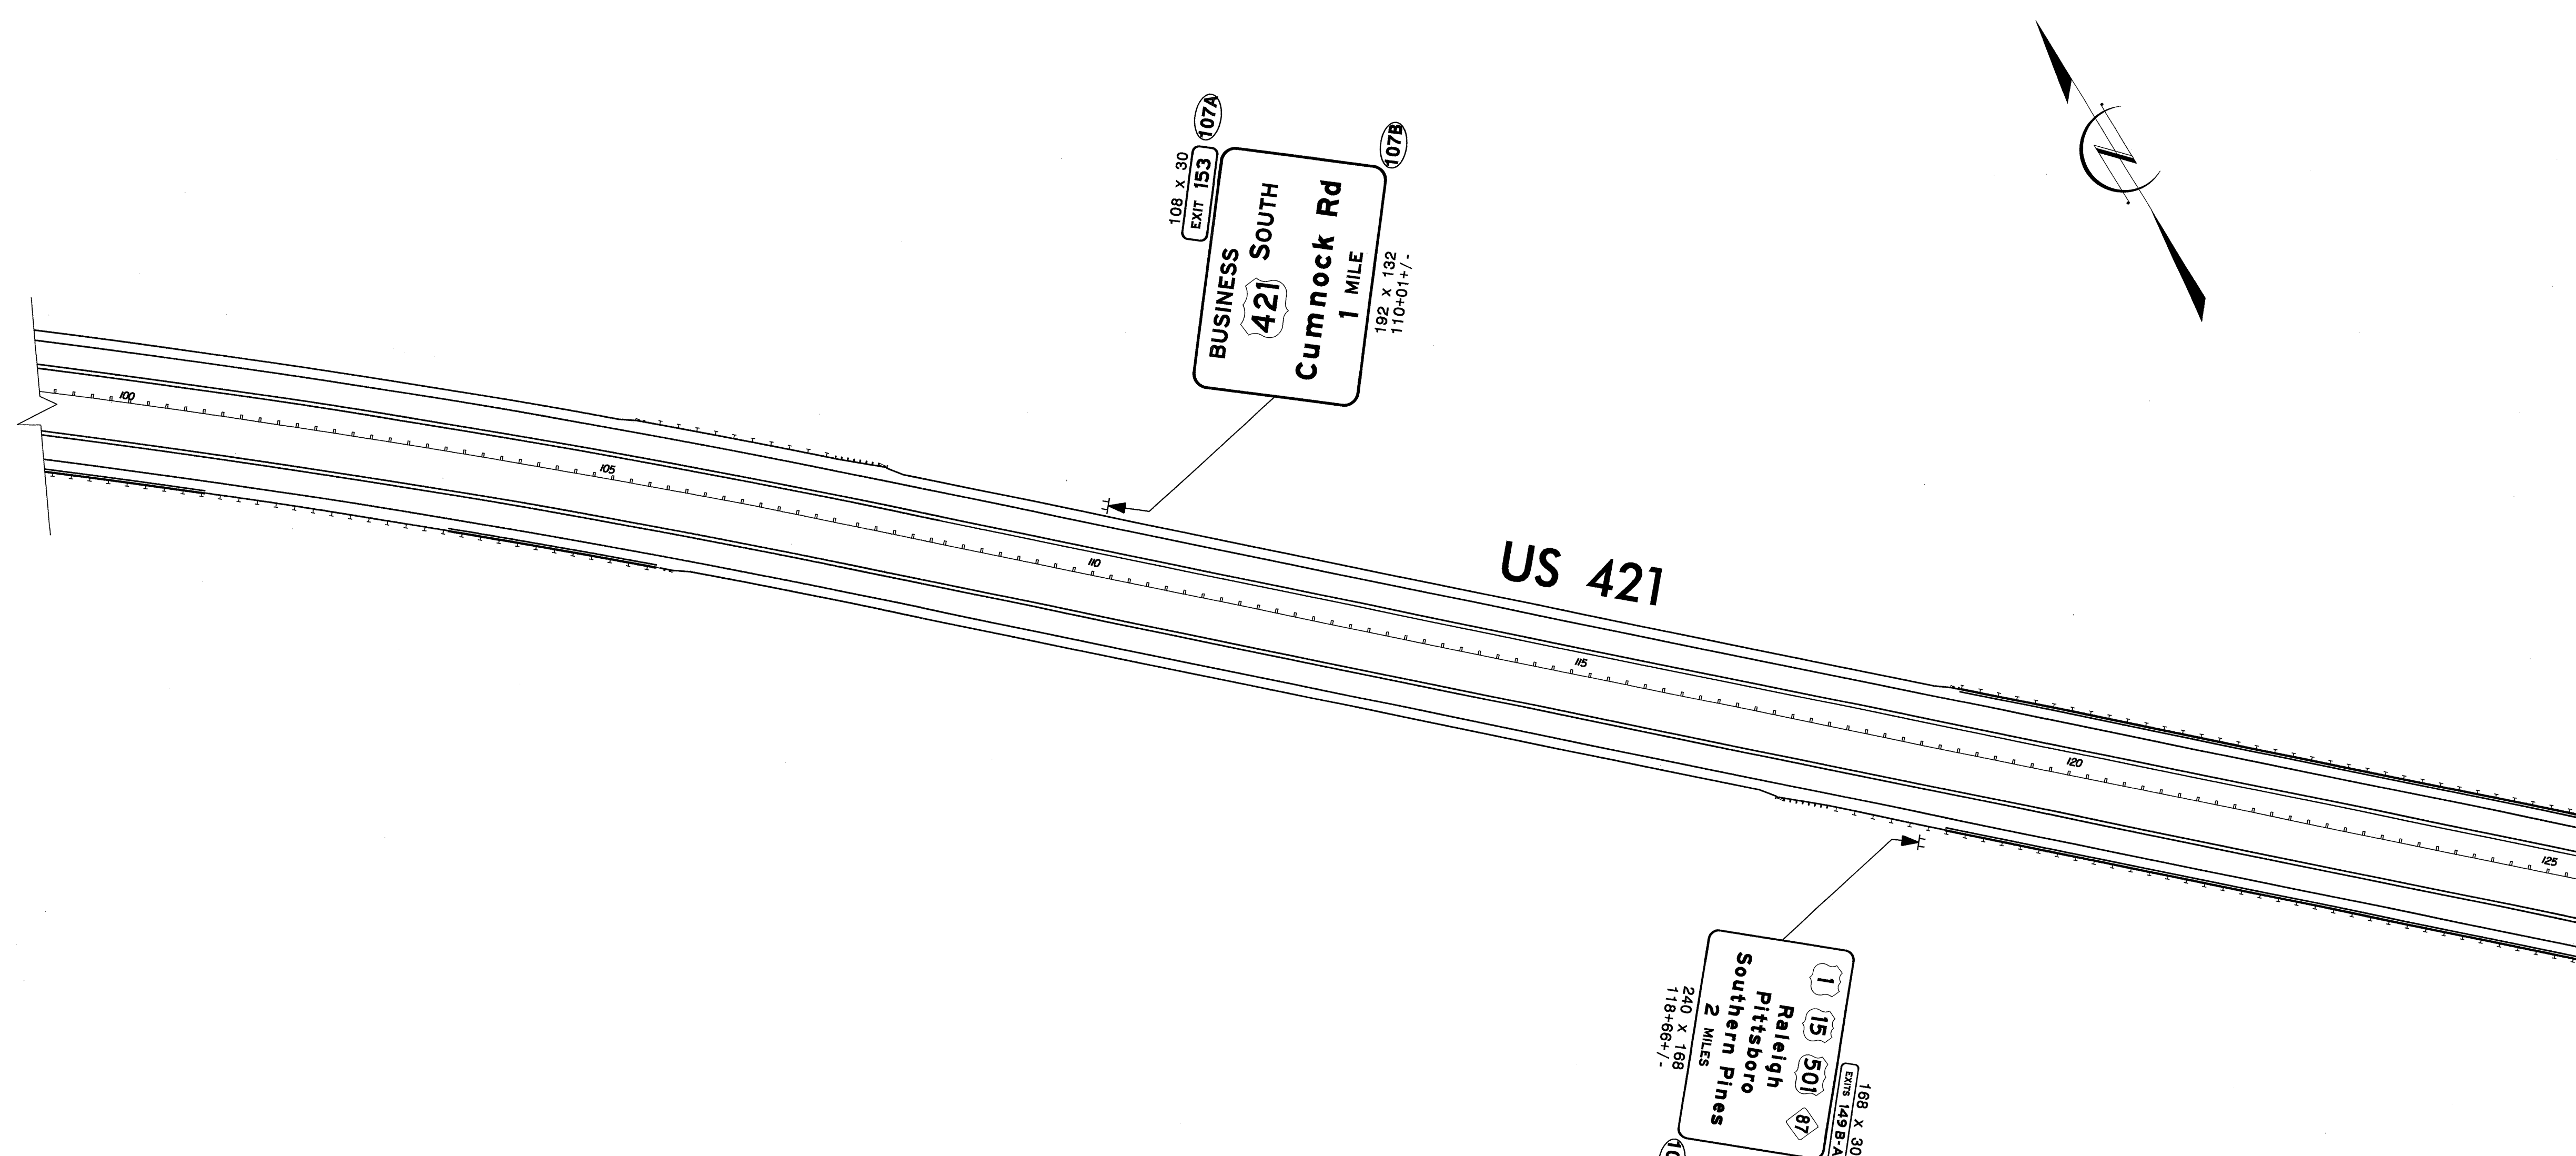 107A
108 X 30
EXIT 153
107B
BUSINESS
421 SOUTH
Cumnock Rd
1 MILE
192 X 132
110+01+/-
100
105
110
115
120
125
US 421
168 X 30
EXITS 149 B-A
1 15 501 87
Raleigh
Pittsboro
Southern Pines
2 MILES
240 X 168
118+66+/-